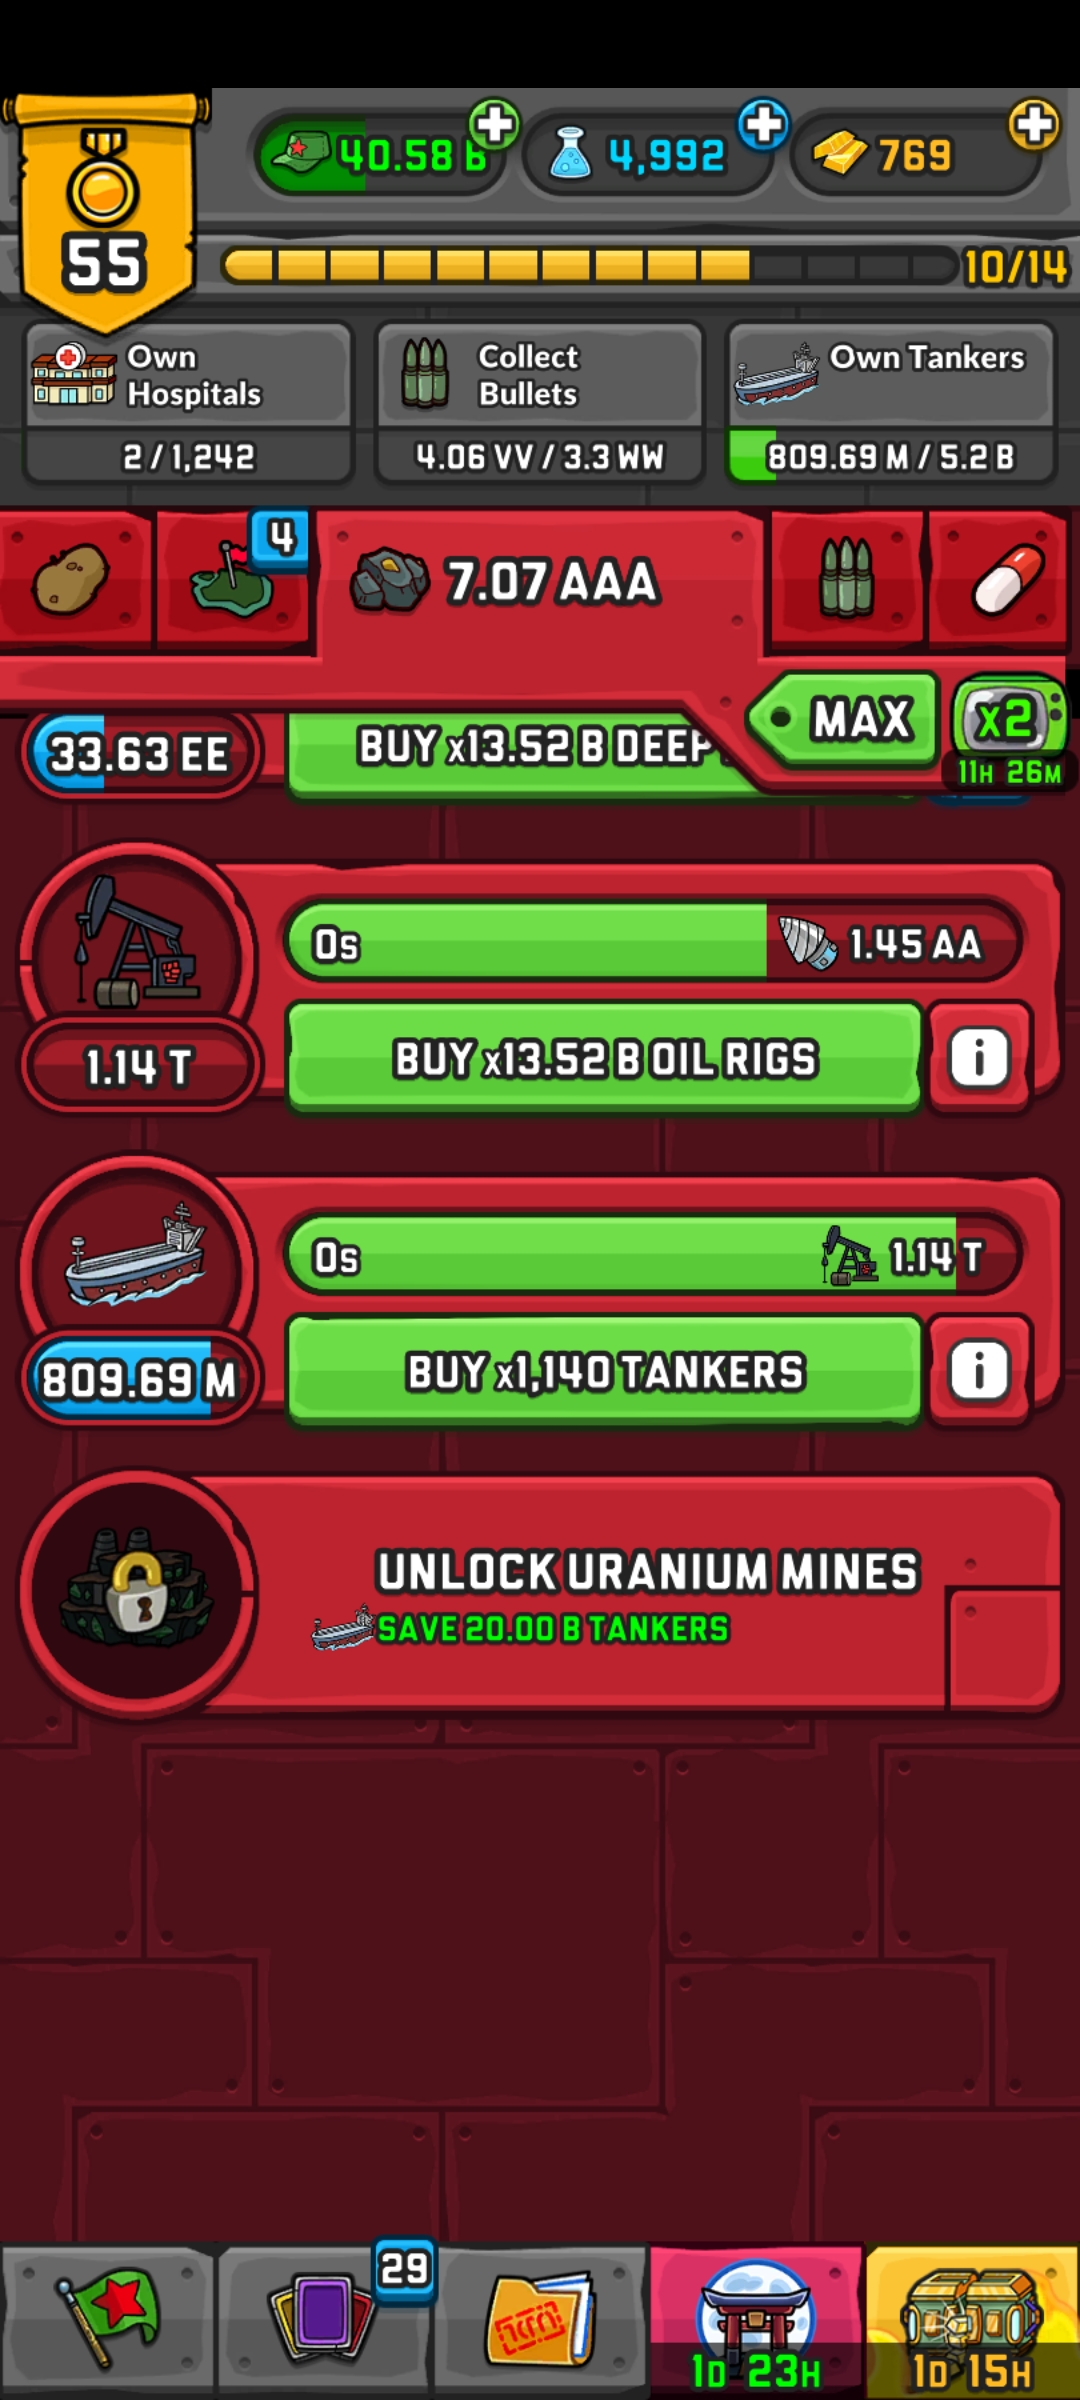 55
40.58 B
4,992
769
10/14
Own
Hospitals
2 / 1,242
Collect
Bullets
4.06 VV / 3.3 WW
Own Tankers
809.69 M / 5.2 B
4
7.07 AAA
MAX
x2
11H 26M
33.63 EE
BUY x13.52 B DEEP
0s
1.45 AA
1.14 T
BUY x13.52 B OIL RIGS
i
0s
1.14 T
809.69 M
BUY x1,140 TANKERS
i
UNLOCK URANIUM MINES
SAVE 20.00 B TANKERS
29
1D 23H
1D 15H